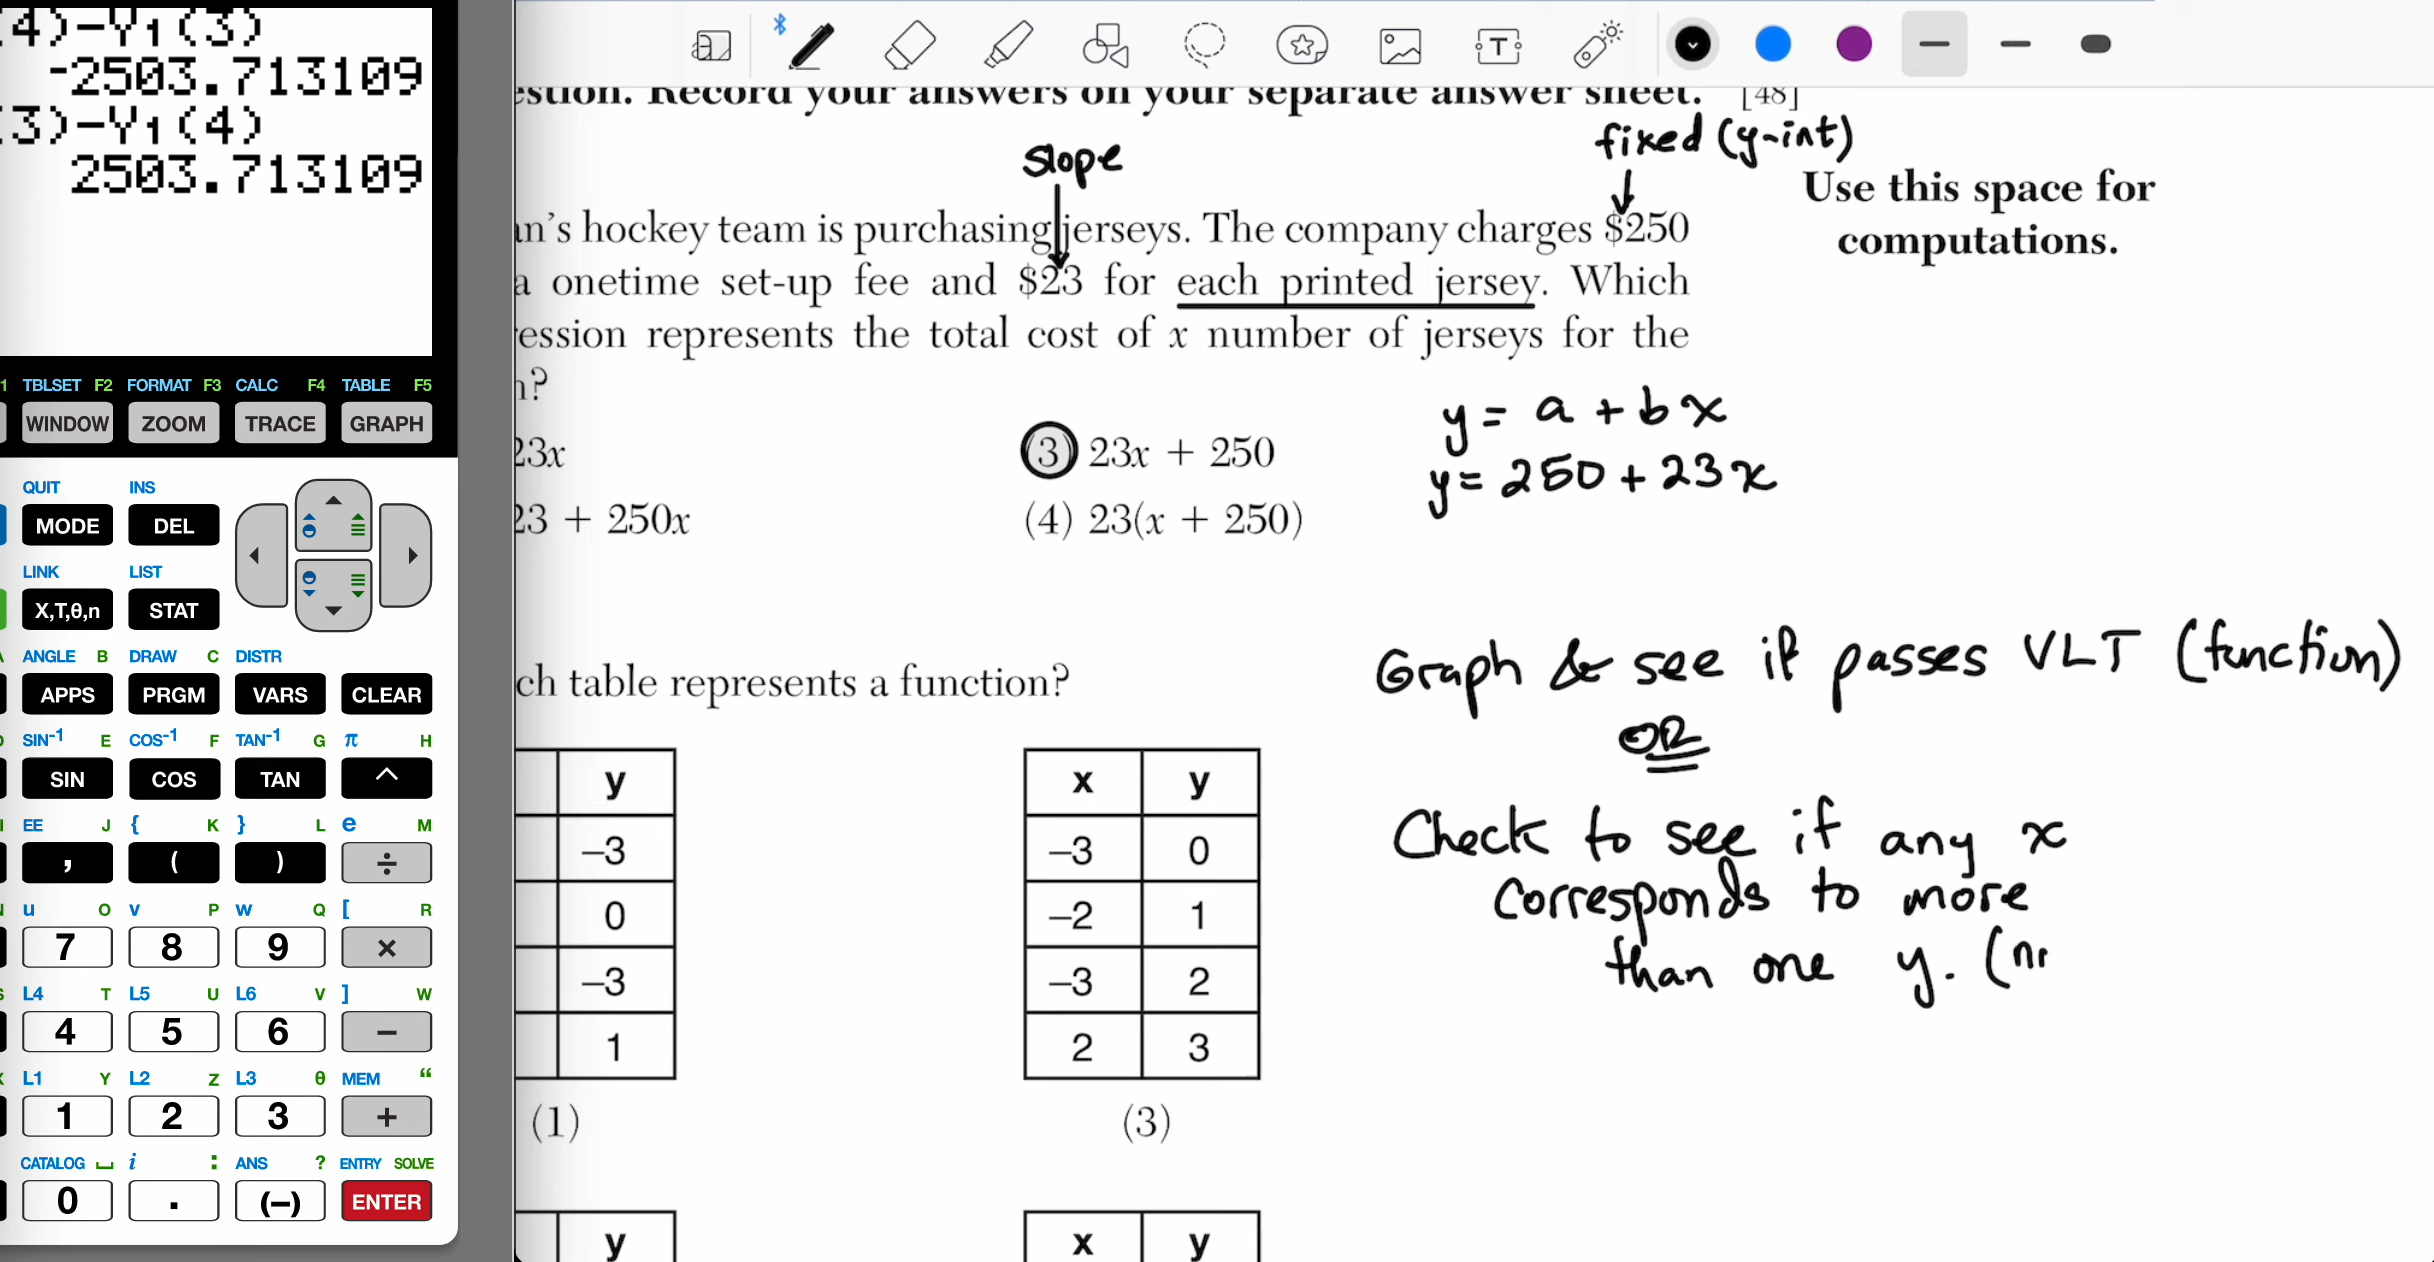 (4)-Y1(3)
-2503.713109
(3)-Y1(4)
2503.713109
TBLSET F2 FORMAT F3 CALC F4 TABLE F5
WINDOW ZOOM TRACE GRAPH
QUIT INS
MODE DEL
LINK LIST
X,T,θ,n STAT
ANGLE B DRAW C DISTR
APPS PRGM VARS CLEAR
SIN-1 E COS-1 F TAN-1 G π H
SIN COS TAN ^
EE J { K } L e M
, ( ) ÷
u O v P w Q [ R
7 8 9 ×
L4 T L5 U L6 V ] W
4 5 6 −
L1 Y L2 Z L3 θ MEM "
1 2 3 +
CATALOG i : ANS ? ENTRY SOLVE
0 . (−) ENTER
estion. Record your answers on your separate answer sheet. [48]
slope
fixed (y-int)
Use this space for
computations.
an's hockey team is purchasing jerseys. The company charges $250
a onetime set-up fee and $23 for each printed jersey. Which
ession represents the total cost of x number of jerseys for the
n?
23x (3) 23x + 250
23 + 250x (4) 23(x + 250)
y = a + bx
y = 250 + 23x
ch table represents a function?
Graph & see if passes VLT (function)
OR
Check to see if any x
corresponds to more
than one y.
y
−3
0
−3
1
(1)
x y
−3 0
−2 1
−3 2
2 3
(3)
y
x y